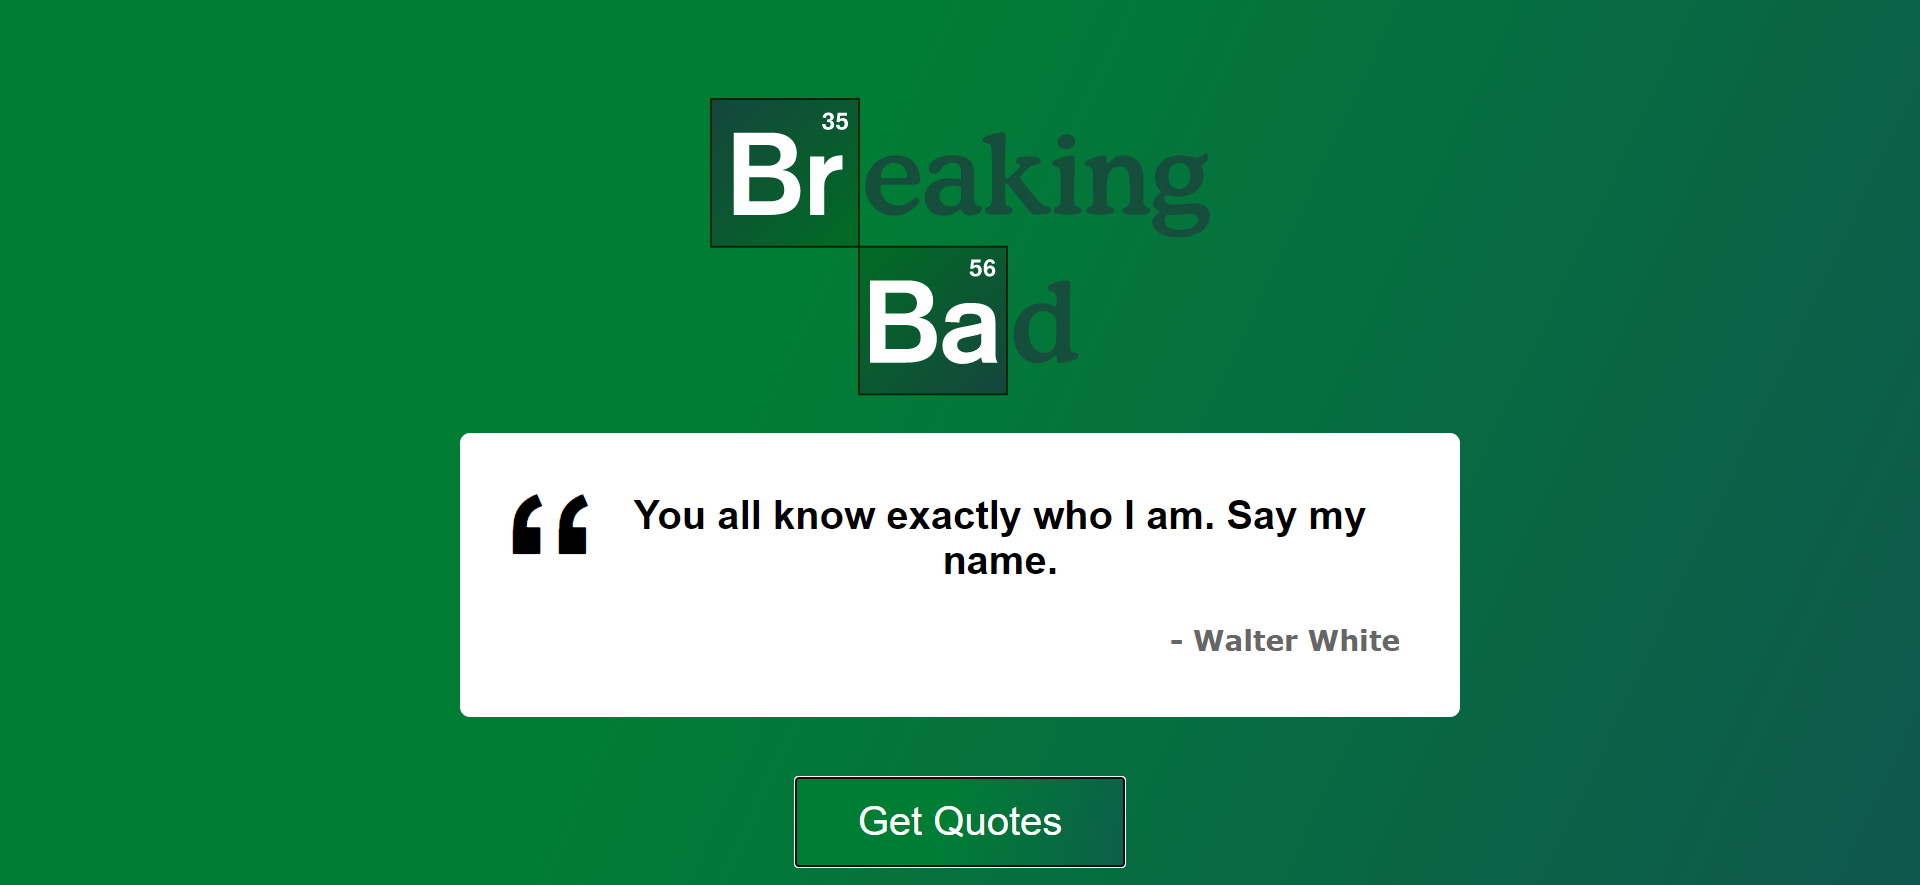 35
Breaking
56
Bad
“ You all know exactly who I am. Say my
name.
- Walter White
Get Quotes